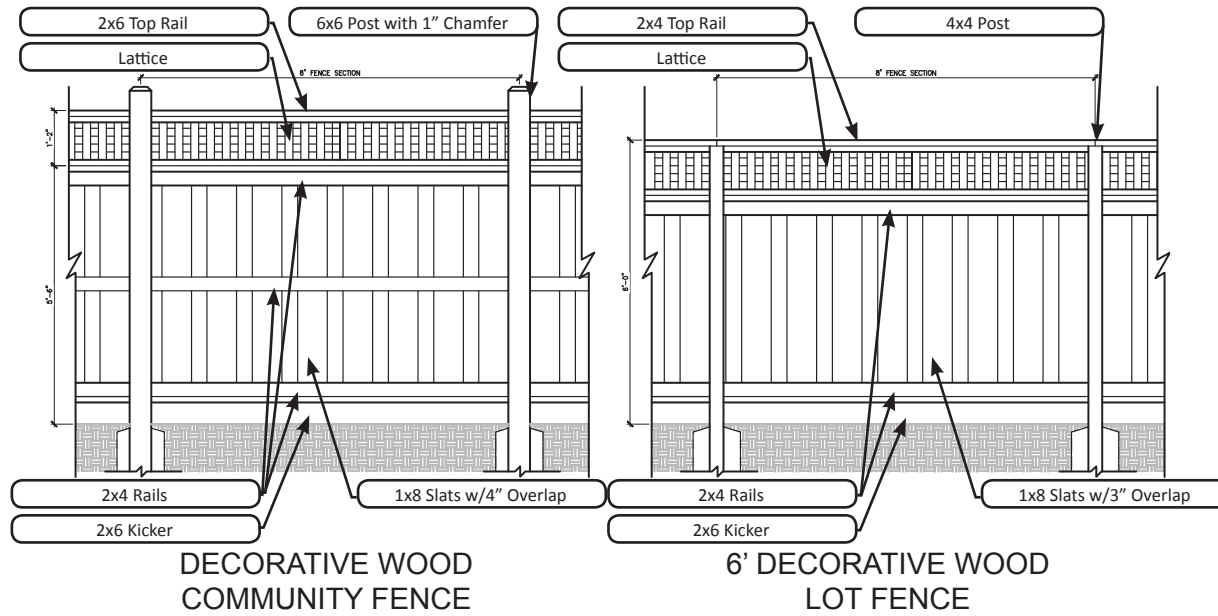 2x6 Top Rail
6x6 Post with 1” Chamfer
Lattice
8' FENCE SECTION
1'-2"
5'-6"
2x4 Rails
1x8 Slats w/4” Overlap
2x6 Kicker
DECORATIVE WOOD
COMMUNITY FENCE
2x4 Top Rail
4x4 Post
Lattice
8' FENCE SECTION
6'-0"
2x4 Rails
1x8 Slats w/3” Overlap
2x6 Kicker
6’ DECORATIVE WOOD
LOT FENCE